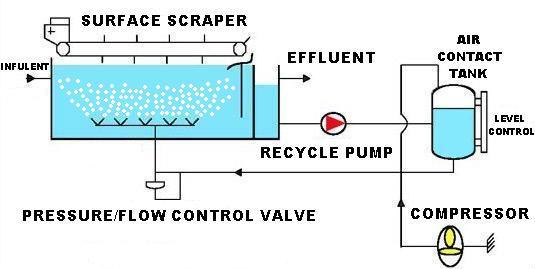 SURFACE SCRAPER
INFULENT
EFFLUENT
AIR
CONTACT
TANK
LEVEL
CONTROL
RECYCLE PUMP
PRESSURE/FLOW CONTROL VALVE
COMPRESSOR